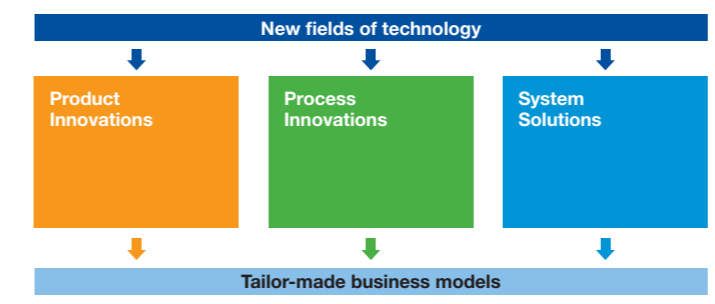 New fields of technology
Product
Innovations
Process
Innovations
System
Solutions
Tailor-made business models